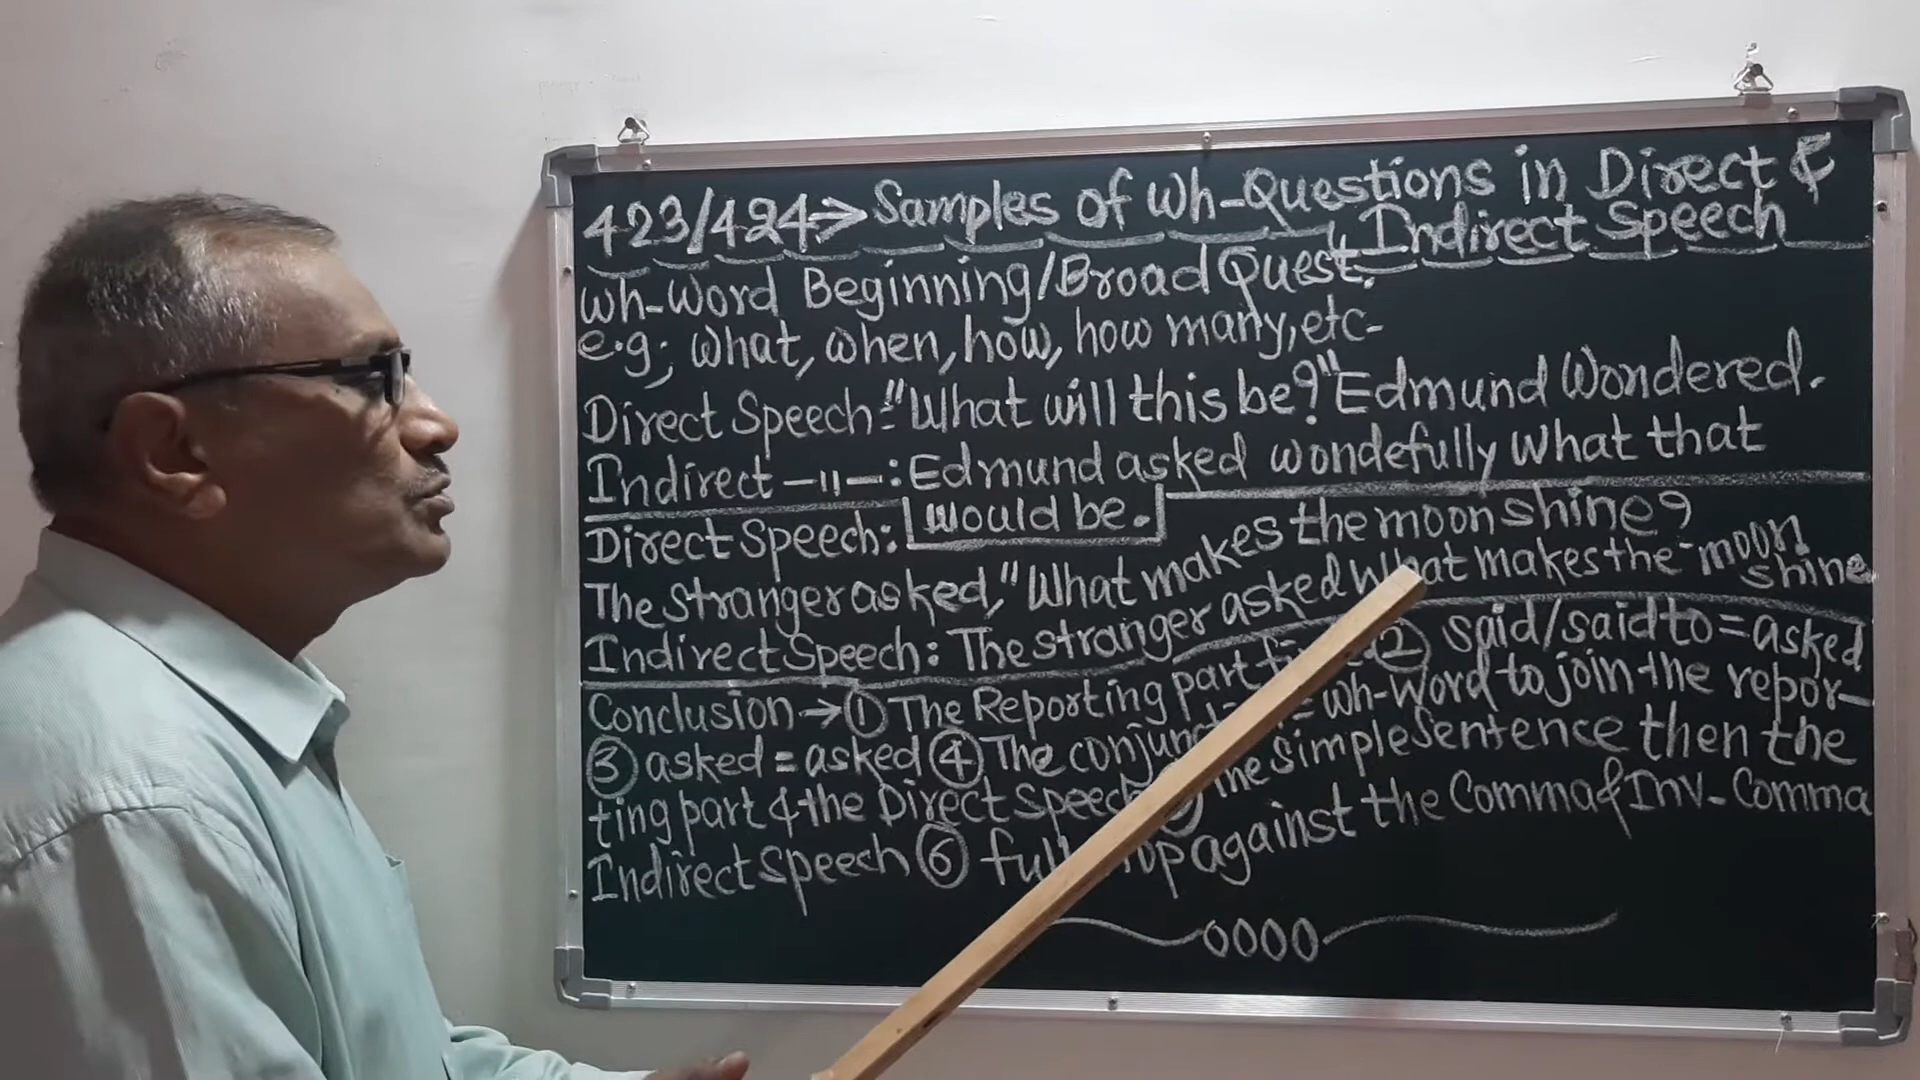 423/424→Samples of Wh-Questions in Direct &
Indirect Speech
Wh-Word Beginning/Broad Quest.
e.g; What, when, how, how many, etc-
Direct Speech:-"What will this be?" Edmund Wondered.
Indirect —〃—: Edmund asked wondefully what that
would be.
Direct Speech:
The Stranger asked, "What makes the moon shine?
Indirect Speech: The stranger asked what makes the moon
shine
Conclusion→① The Reporting part ② said/said to = asked
③ asked = asked ④ The = Wh-Word to join the repor-
ting part & the Direct Speech the simple sentence then the
Indirect Speech ⑥ against the Comma & Inv-Comma
0000